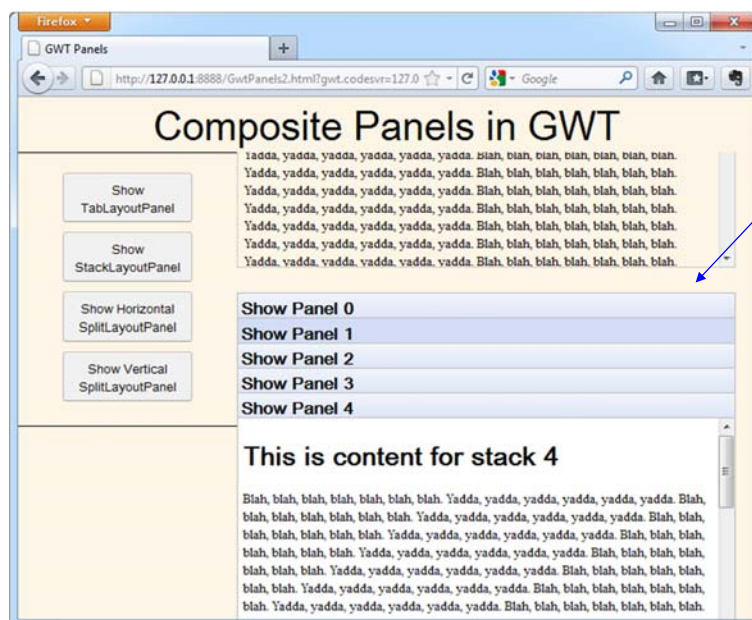 Firefox
GWT Panels
http://127.0.0.1:8888/GwtPanels2.html?gwt.codesvr=127.0
Google
Composite Panels in GWT
Show
TabLayoutPanel
Show
StackLayoutPanel
Show Horizontal
SplitLayoutPanel
Show Vertical
SplitLayoutPanel
Yadda, yadda, yadda, yadda, yadda, yadda. Blah, blah, blah, blah, blah, blah, blah.
Yadda, yadda, yadda, yadda, yadda, yadda. Blah, blah, blah, blah, blah, blah, blah.
Yadda, yadda, yadda, yadda, yadda, yadda. Blah, blah, blah, blah, blah, blah, blah.
Yadda, yadda, yadda, yadda, yadda, yadda. Blah, blah, blah, blah, blah, blah, blah.
Yadda, yadda, yadda, yadda, yadda, yadda. Blah, blah, blah, blah, blah, blah, blah.
Yadda, yadda, yadda, yadda, yadda, yadda. Blah, blah, blah, blah, blah, blah, blah.
Yadda, yadda, yadda, yadda, yadda, yadda. Blah, blah, blah, blah, blah, blah, blah.
Show Panel 0
Show Panel 1
Show Panel 2
Show Panel 3
Show Panel 4
This is content for stack 4
Blah, blah, blah, blah, blah, blah, blah. Yadda, yadda, yadda, yadda, yadda, yadda. Blah,
blah, blah, blah, blah, blah, blah. Yadda, yadda, yadda, yadda, yadda, yadda. Blah, blah,
blah, blah, blah, blah, blah. Yadda, yadda, yadda, yadda, yadda, yadda. Blah, blah, blah,
blah, blah, blah, blah. Yadda, yadda, yadda, yadda, yadda, yadda. Blah, blah, blah, blah,
blah, blah, blah. Yadda, yadda, yadda, yadda, yadda, yadda. Blah, blah, blah, blah, blah,
blah, blah. Yadda, yadda, yadda, yadda, yadda, yadda. Blah, blah, blah, blah, blah, blah,
blah. Yadda, yadda, yadda, yadda, yadda, yadda. Blah, blah, blah, blah, blah, blah, blah.